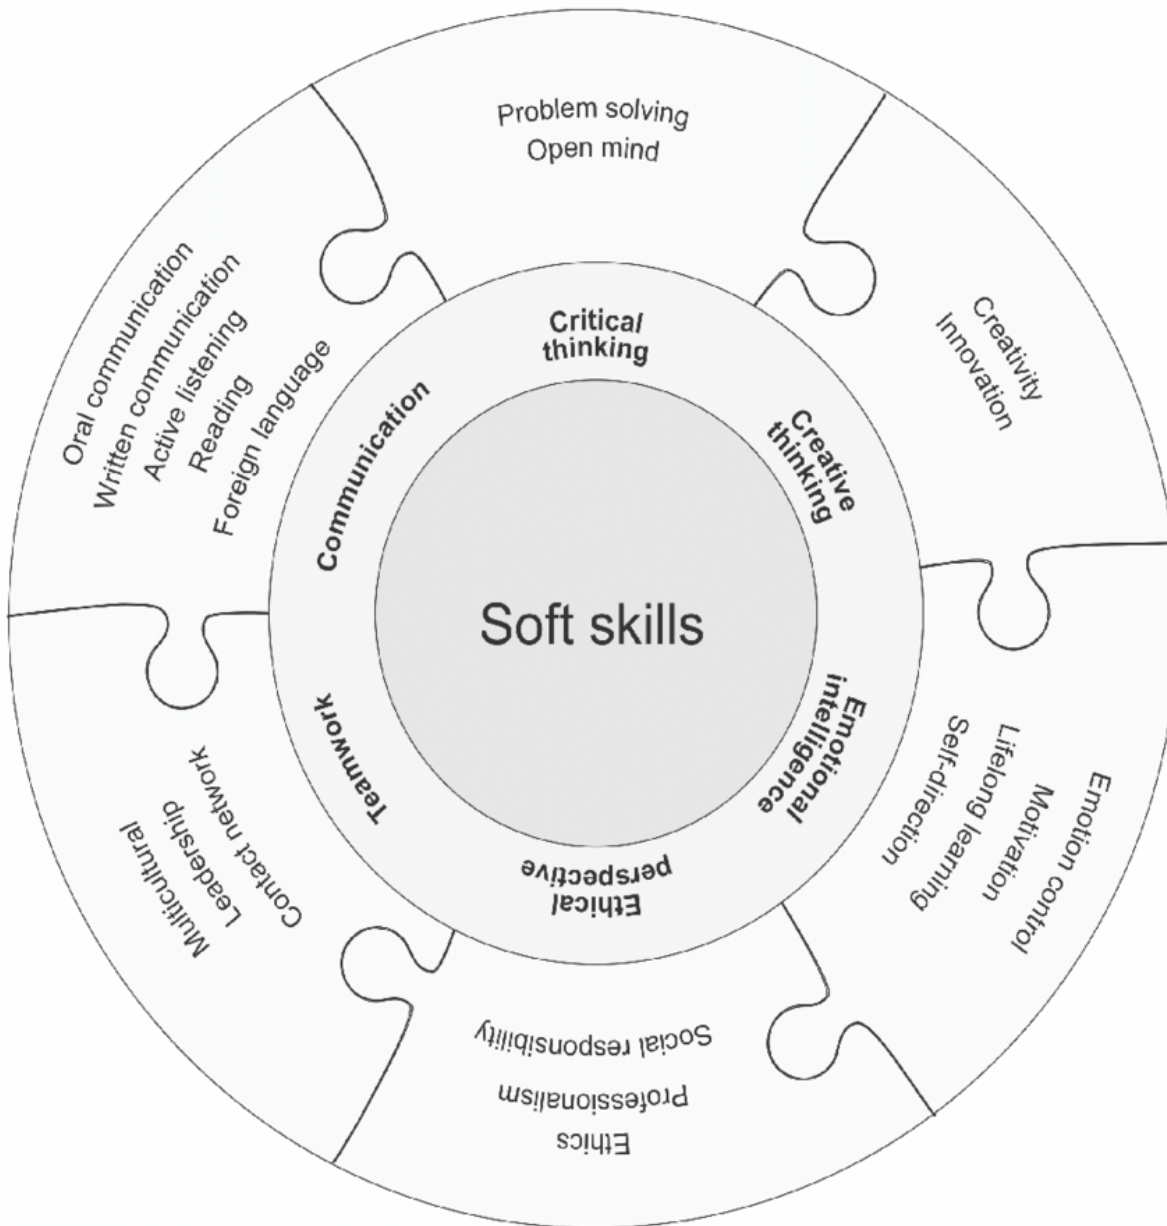 Problem solving
Open mind
Critical
thinking
Creativity
Innovation
Creative
thinking
Emotion control
Motivation
Lifelong learning
Self-direction
Emotional
intelligence
Ethical
perspective
Ethics
Professionalism
Social responsibility
Teamwork
Contact network
Leadership
Multicultural
Communication
Oral communication
Written communication
Active listening
Reading
Foreign language
Soft skills